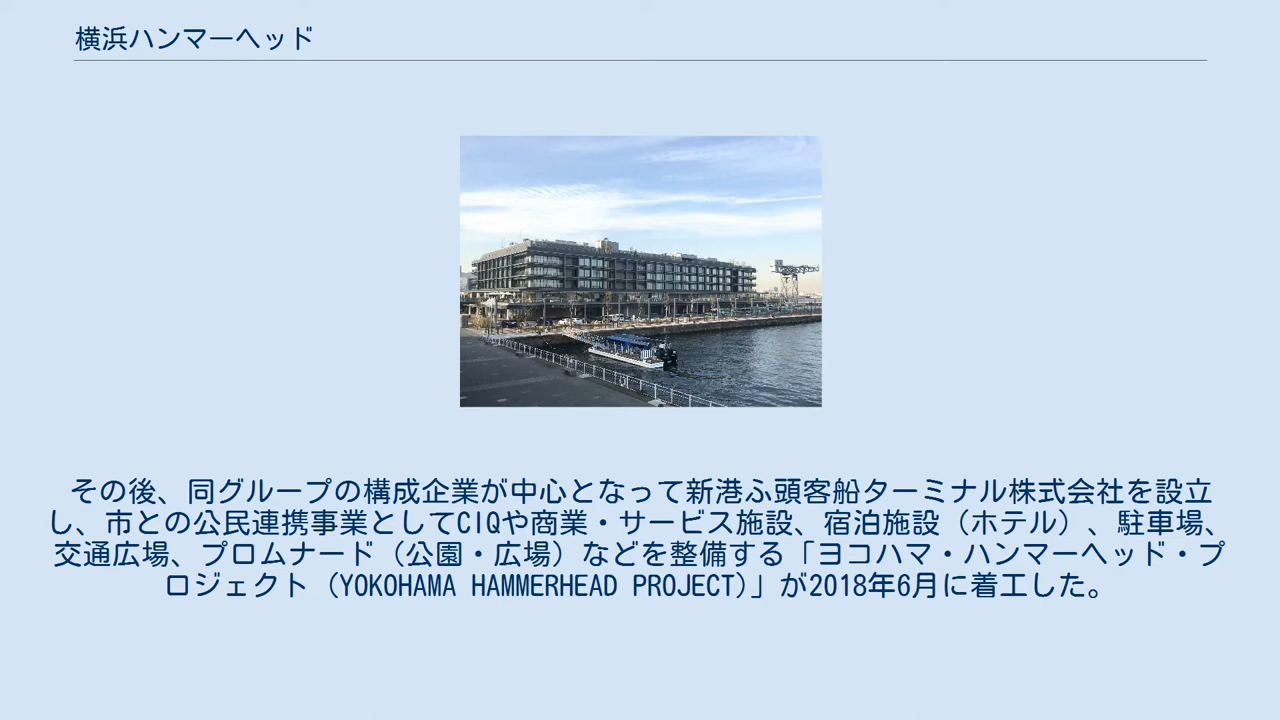 横浜ハンマーヘッド
その後、同グループの構成企業が中心となって新港ふ頭客船ターミナル株式会社を設立
し、市との公民連携事業としてCIQや商業・サービス施設、宿泊施設（ホテル）、駐車場、
交通広場、プロムナード（公園・広場）などを整備する「ヨコハマ・ハンマーヘッド・プ
ロジェクト（YOKOHAMA HAMMERHEAD PROJECT)」が2018年6月に着工した。